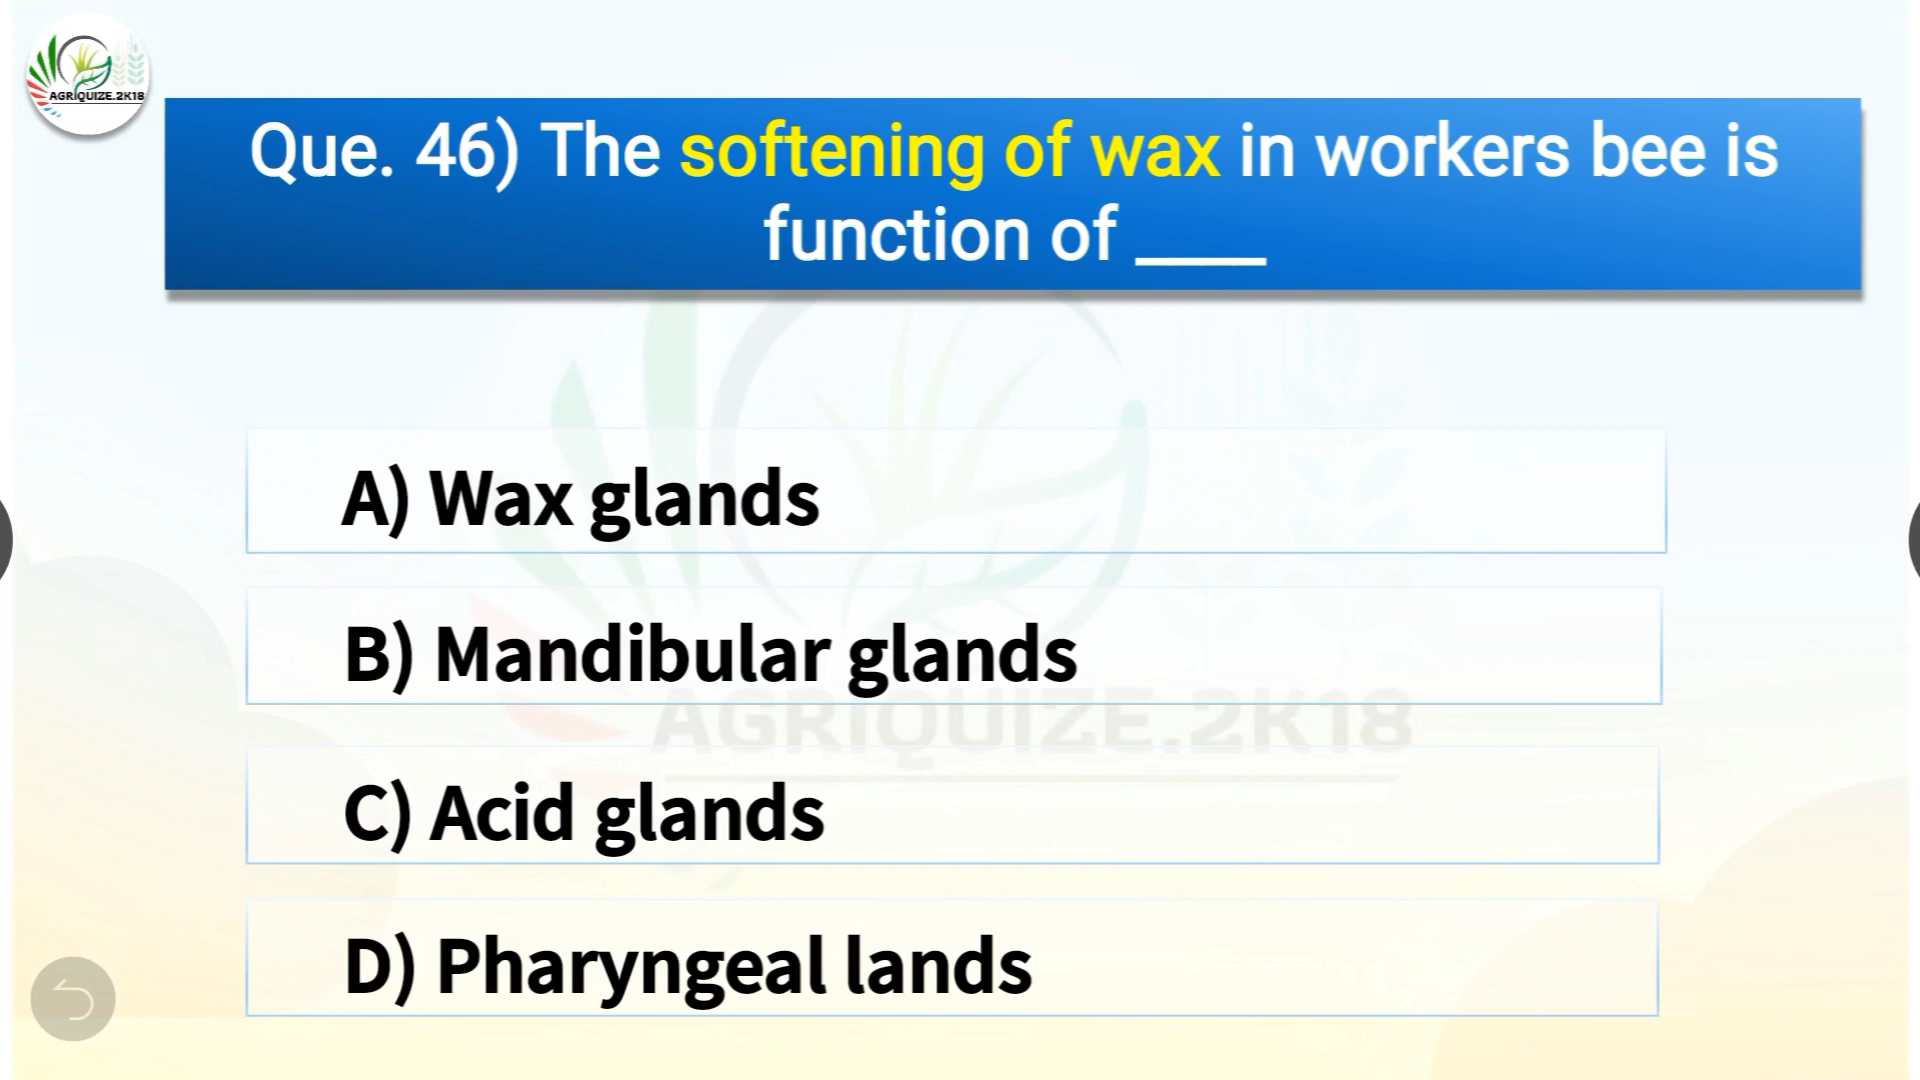 AGRIQUIZE.2K18
Que. 46) The softening of wax in workers bee is
function of ____
A) Wax glands
B) Mandibular glands
AGRIQUIZE.2K18
C) Acid glands
D) Pharyngeal lands